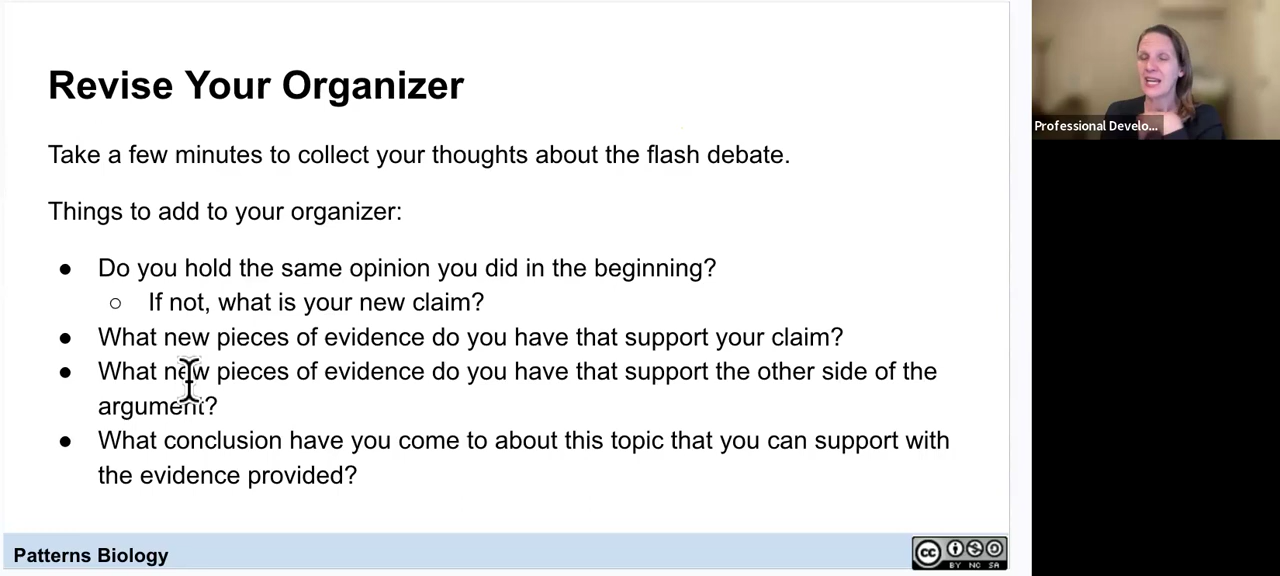 Revise Your Organizer
Take a few minutes to collect your thoughts about the flash debate.
Things to add to your organizer:
● Do you hold the same opinion you did in the beginning?
○ If not, what is your new claim?
● What new pieces of evidence do you have that support your claim?
● What new pieces of evidence do you have that support the other side of the
argument?
● What conclusion have you come to about this topic that you can support with
the evidence provided?
Patterns Biology
cc
BY NC SA
Professional Develo...